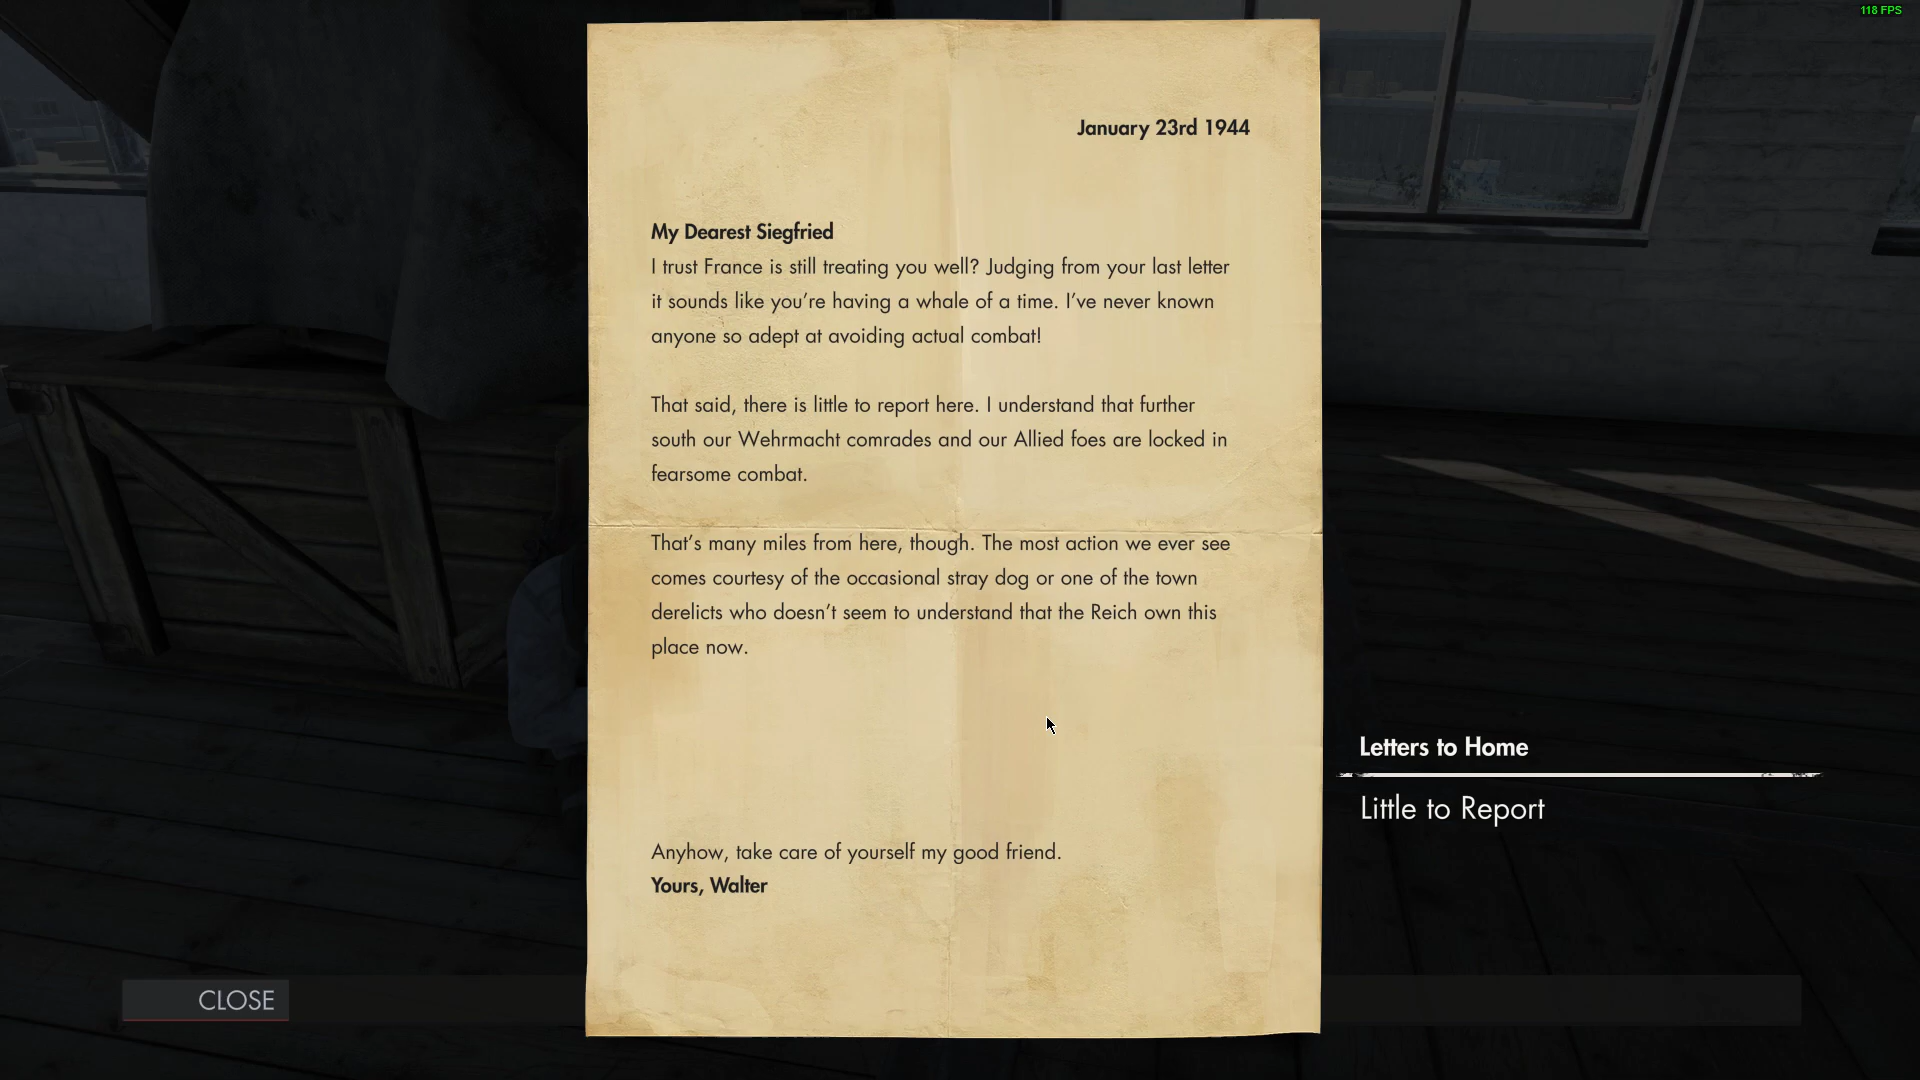 118 FPS
January 23rd 1944
My Dearest Siegfried
I trust France is still treating you well? Judging from your last letter
it sounds like you're having a whale of a time. I've never known
anyone so adept at avoiding actual combat!
That said, there is little to report here. I understand that further
south our Wehrmacht comrades and our Allied foes are locked in
fearsome combat.
That's many miles from here, though. The most action we ever see
comes courtesy of the occasional stray dog or one of the town
derelicts who doesn't seem to understand that the Reich own this
place now.
Anyhow, take care of yourself my good friend.
Yours, Walter
Letters to Home
Little to Report
CLOSE